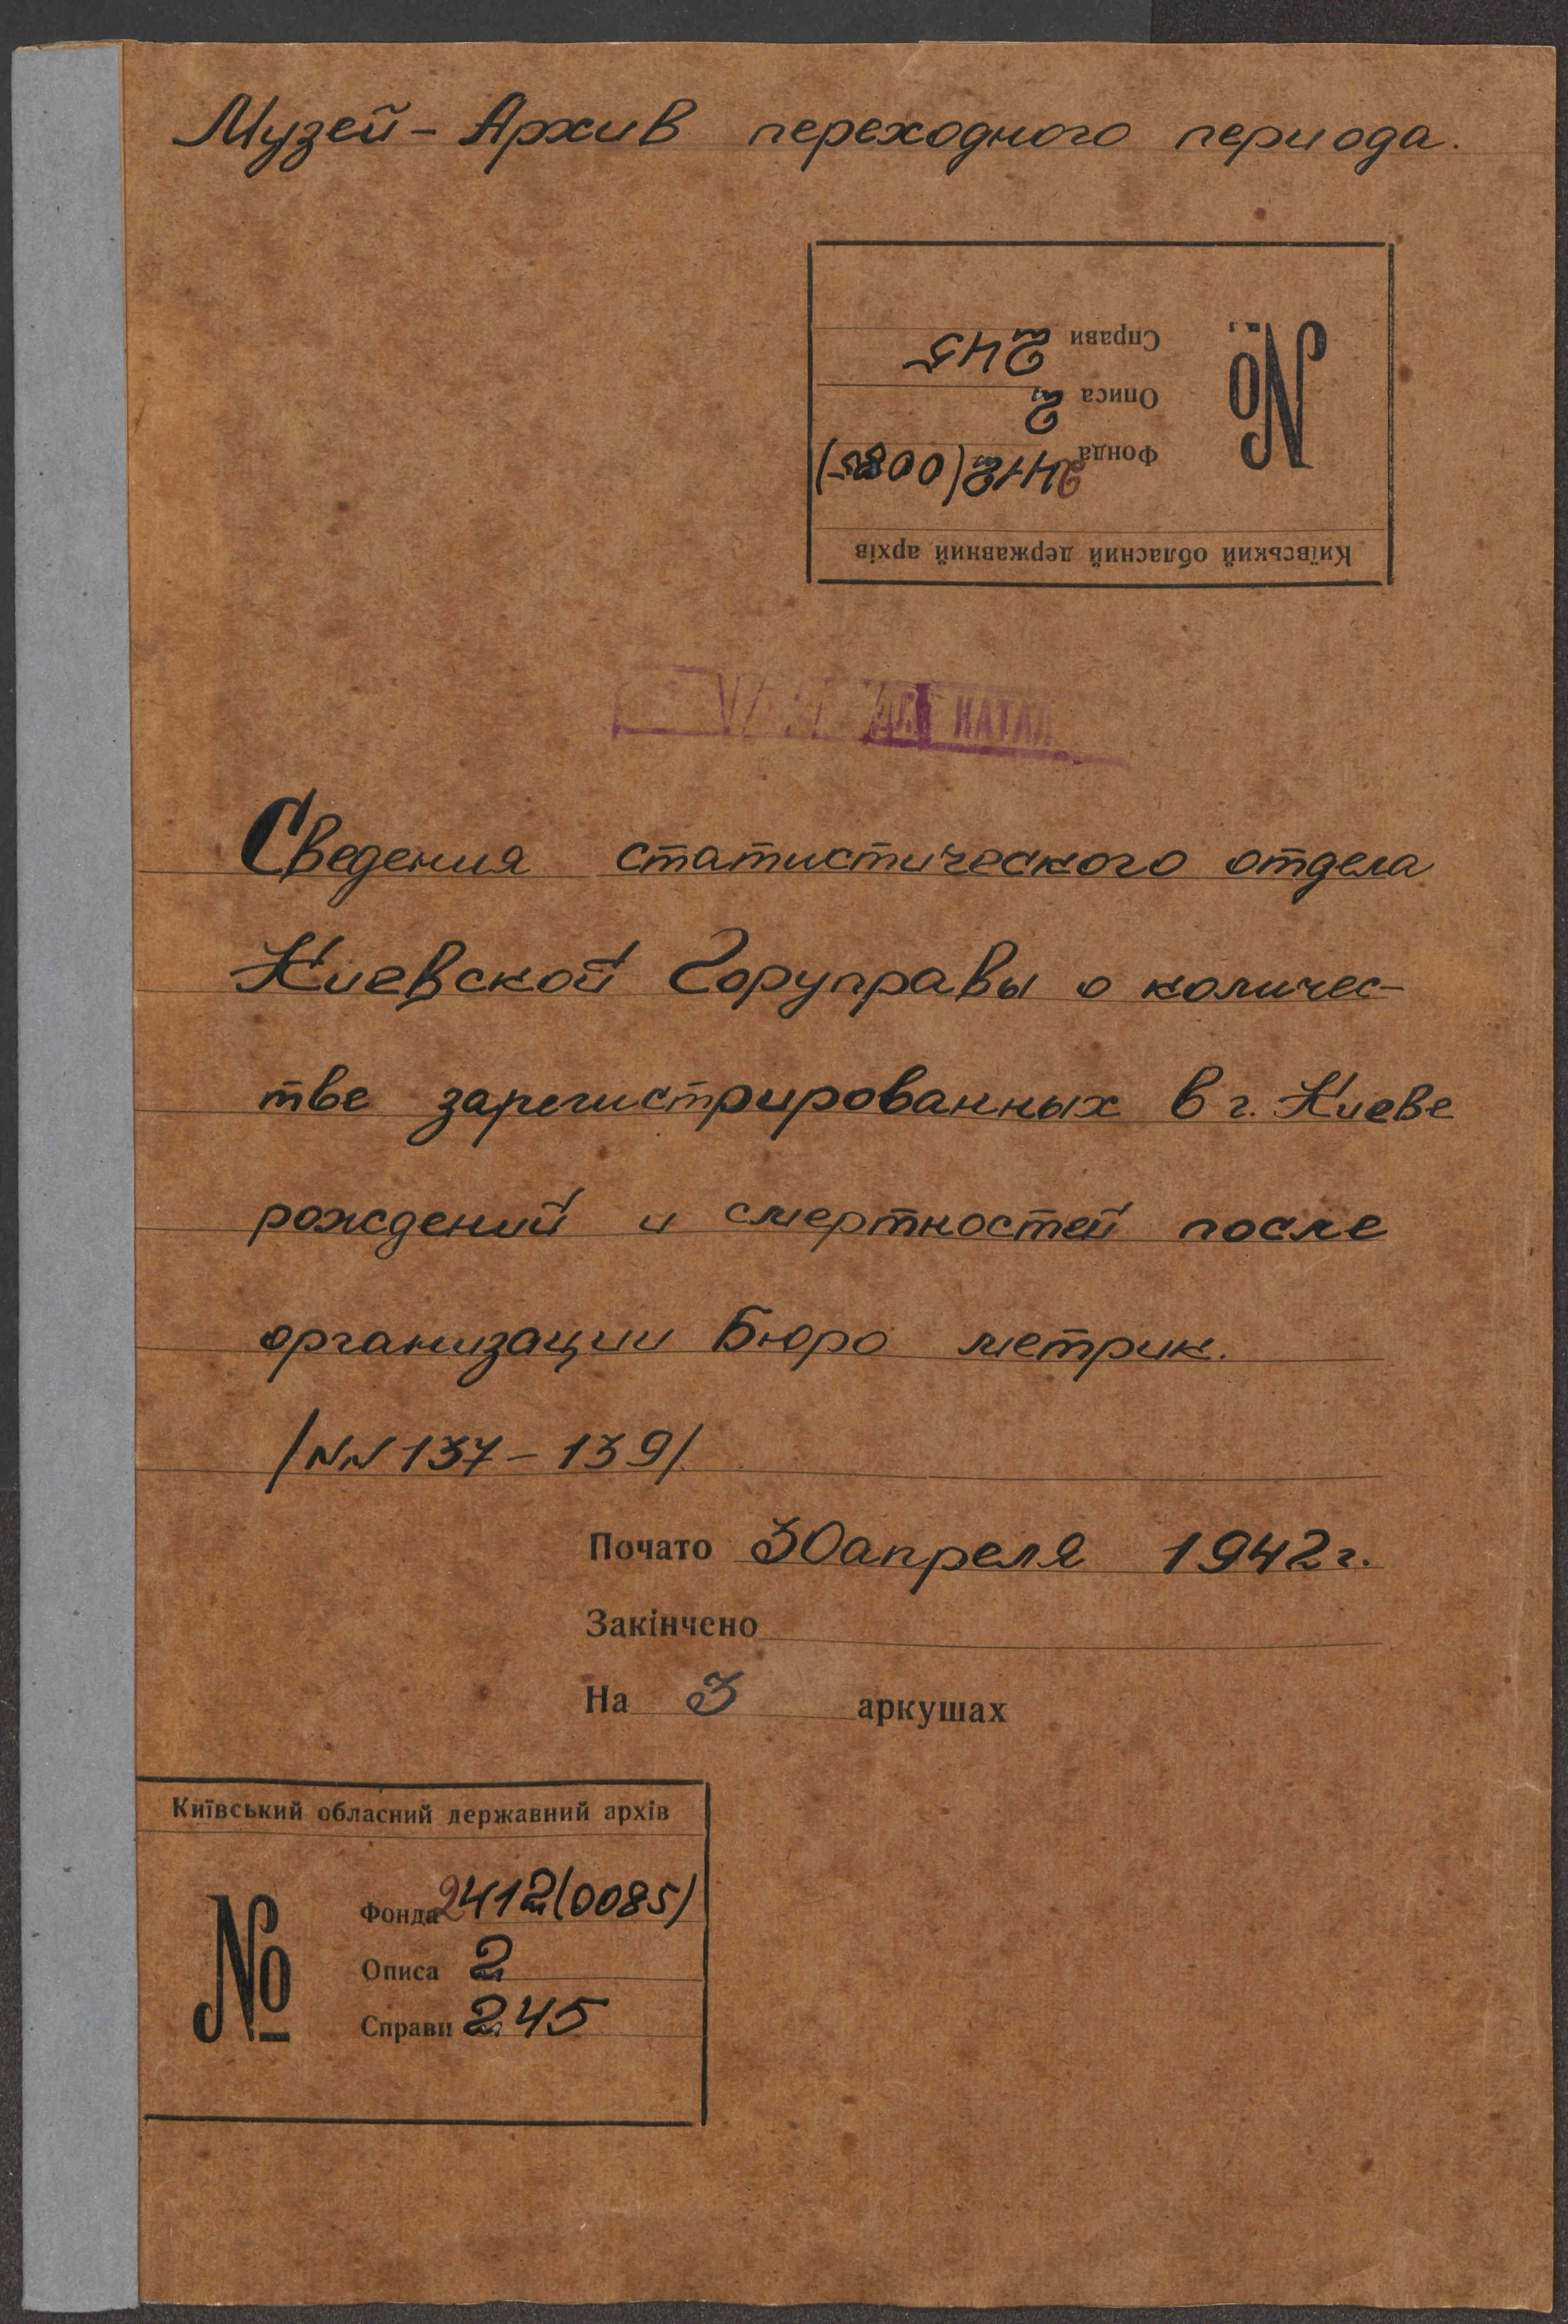 Музей-Архив переходного периода.
Справи 245
Описа 2
Фонда 2412(0085)
№
Київський обласний державний архів
КАТАЛ
Сведения статистического отдела
Киевской Горуправы о количес-
тве зарегистрированных в г. Киеве
рождений и смертностей после
организации Бюро метрик.
/NN 137-139/
Почато 30 апреля 1942 г.
Закінчено
На 3 аркушах
Київський обласний державний архів
№
Фонда 2412(0085)
Описа 2
Справи 245